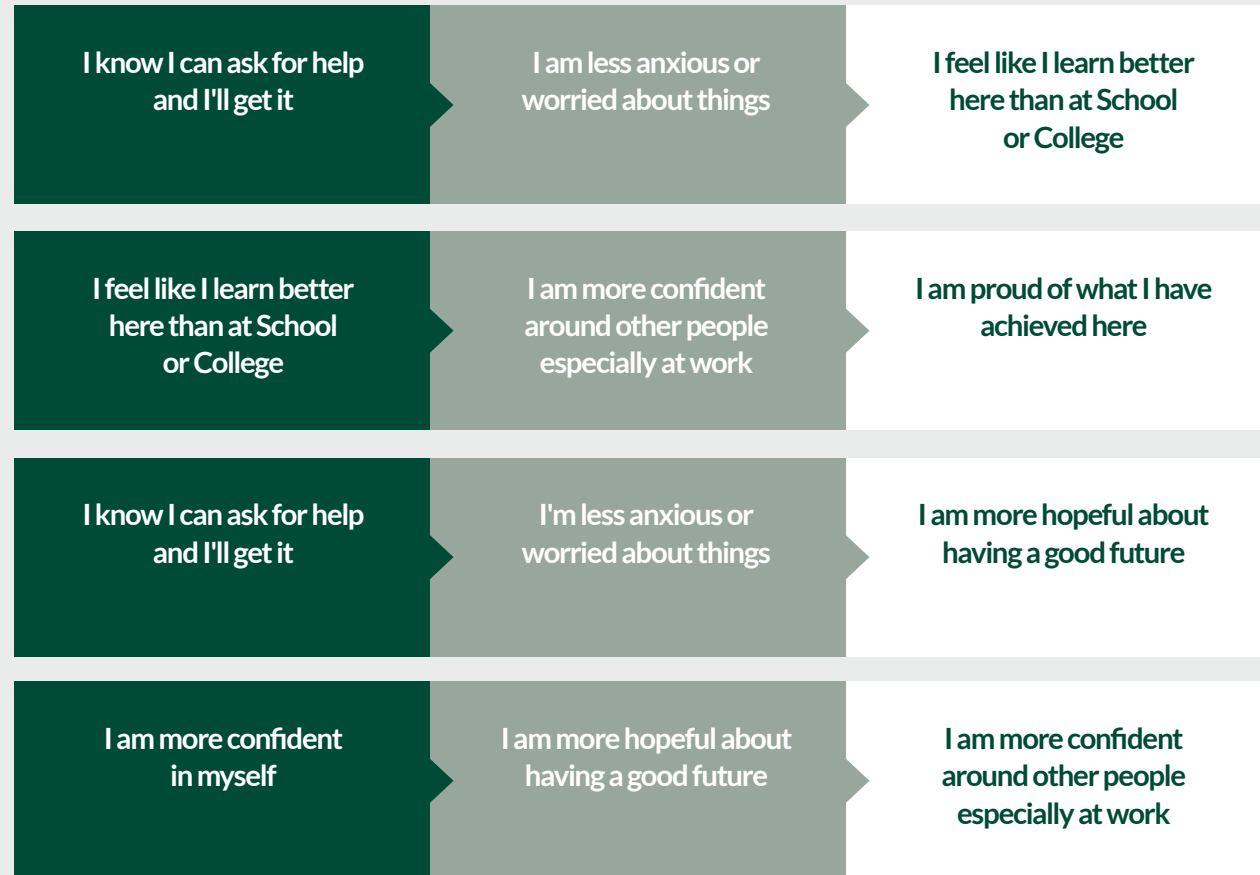 I know I can ask for help
and I'll get it
I am less anxious or
worried about things
I feel like I learn better
here than at School
or College
I feel like I learn better
here than at School
or College
I am more confident
around other people
especially at work
I am proud of what I have
achieved here
I know I can ask for help
and I'll get it
I'm less anxious or
worried about things
I am more hopeful about
having a good future
I am more confident
in myself
I am more hopeful about
having a good future
I am more confident
around other people
especially at work